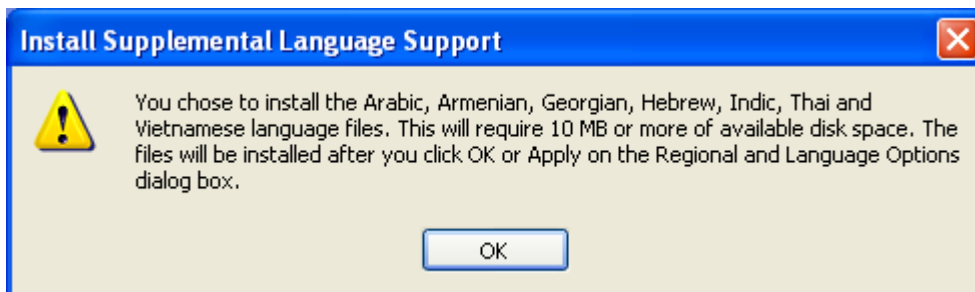 Install Supplemental Language Support
You chose to install the Arabic, Armenian, Georgian, Hebrew, Indic, Thai and
Vietnamese language files. This will require 10 MB or more of available disk space. The
files will be installed after you click OK or Apply on the Regional and Language Options
dialog box.
OK